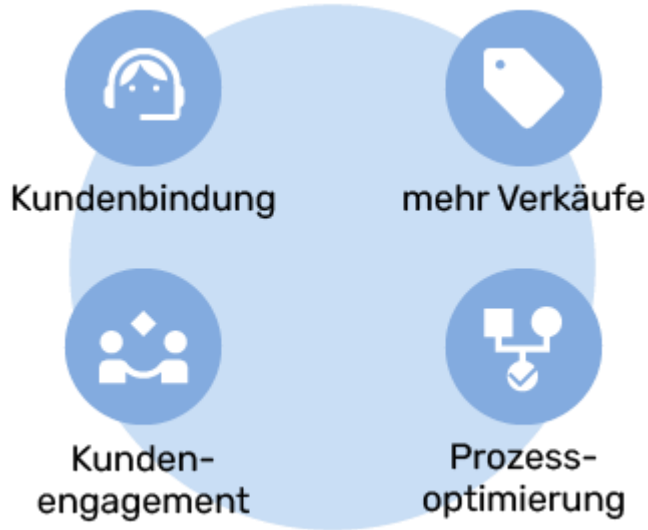 Kundenbindung
mehr Verkäufe
Kunden-
engagement
Prozess-
optimierung